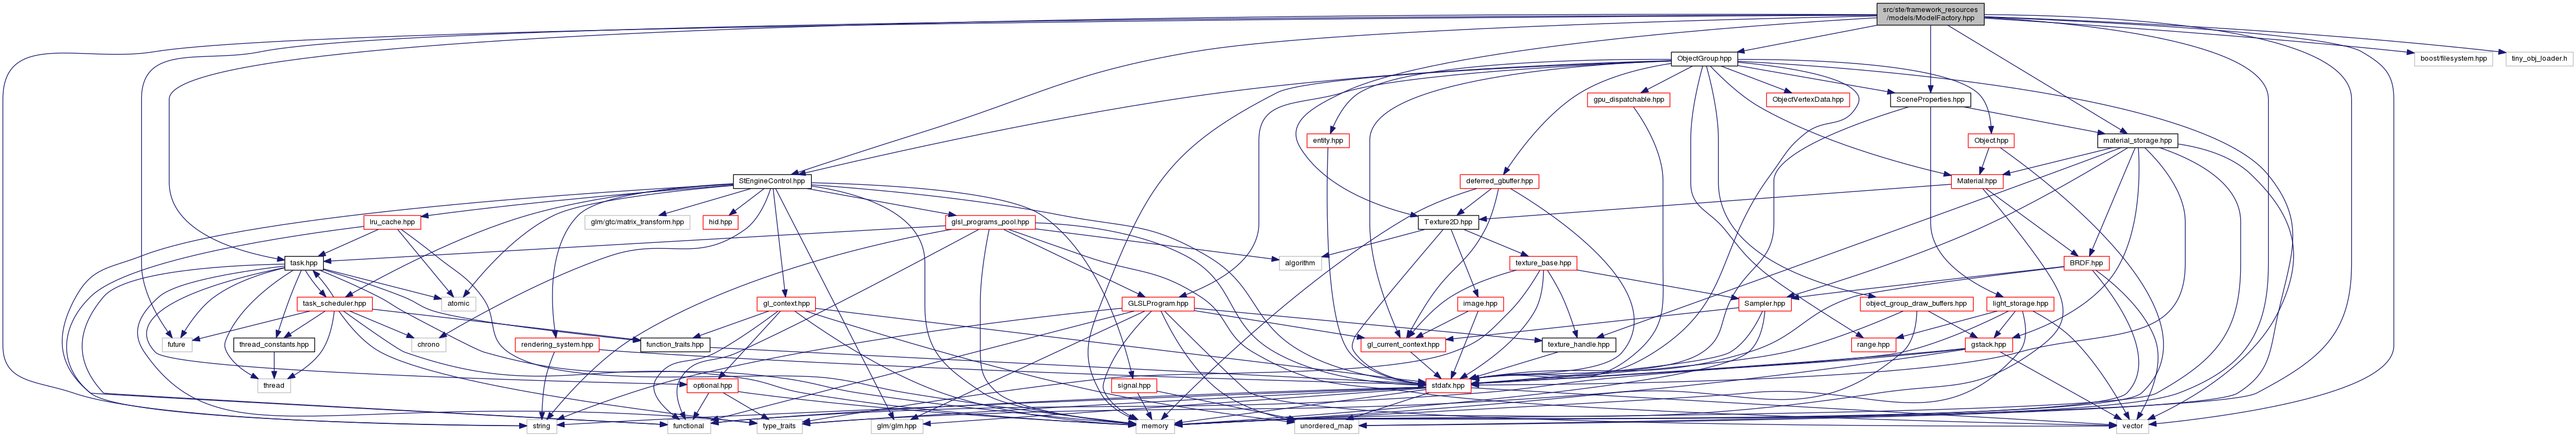 src/ste/framework_resources
/models/ModelFactory.hpp
ObjectGroup.hpp
boost/filesystem.hpp
tiny_obj_loader.h
gpu_dispatchable.hpp
ObjectVertexData.hpp
SceneProperties.hpp
entity.hpp
Object.hpp
material_storage.hpp
StEngineControl.hpp
deferred_gbuffer.hpp
Material.hpp
lru_cache.hpp
glm/gtc/matrix_transform.hpp
hid.hpp
glsl_programs_pool.hpp
Texture2D.hpp
task.hpp
algorithm
texture_base.hpp
BRDF.hpp
task_scheduler.hpp
atomic
gl_context.hpp
GLSLProgram.hpp
image.hpp
Sampler.hpp
object_group_draw_buffers.hpp
light_storage.hpp
future
thread_constants.hpp
chrono
rendering_system.hpp
function_traits.hpp
gl_current_context.hpp
texture_handle.hpp
range.hpp
gstack.hpp
thread
optional.hpp
signal.hpp
stdafx.hpp
string
functional
type_traits
glm/glm.hpp
memory
unordered_map
vector